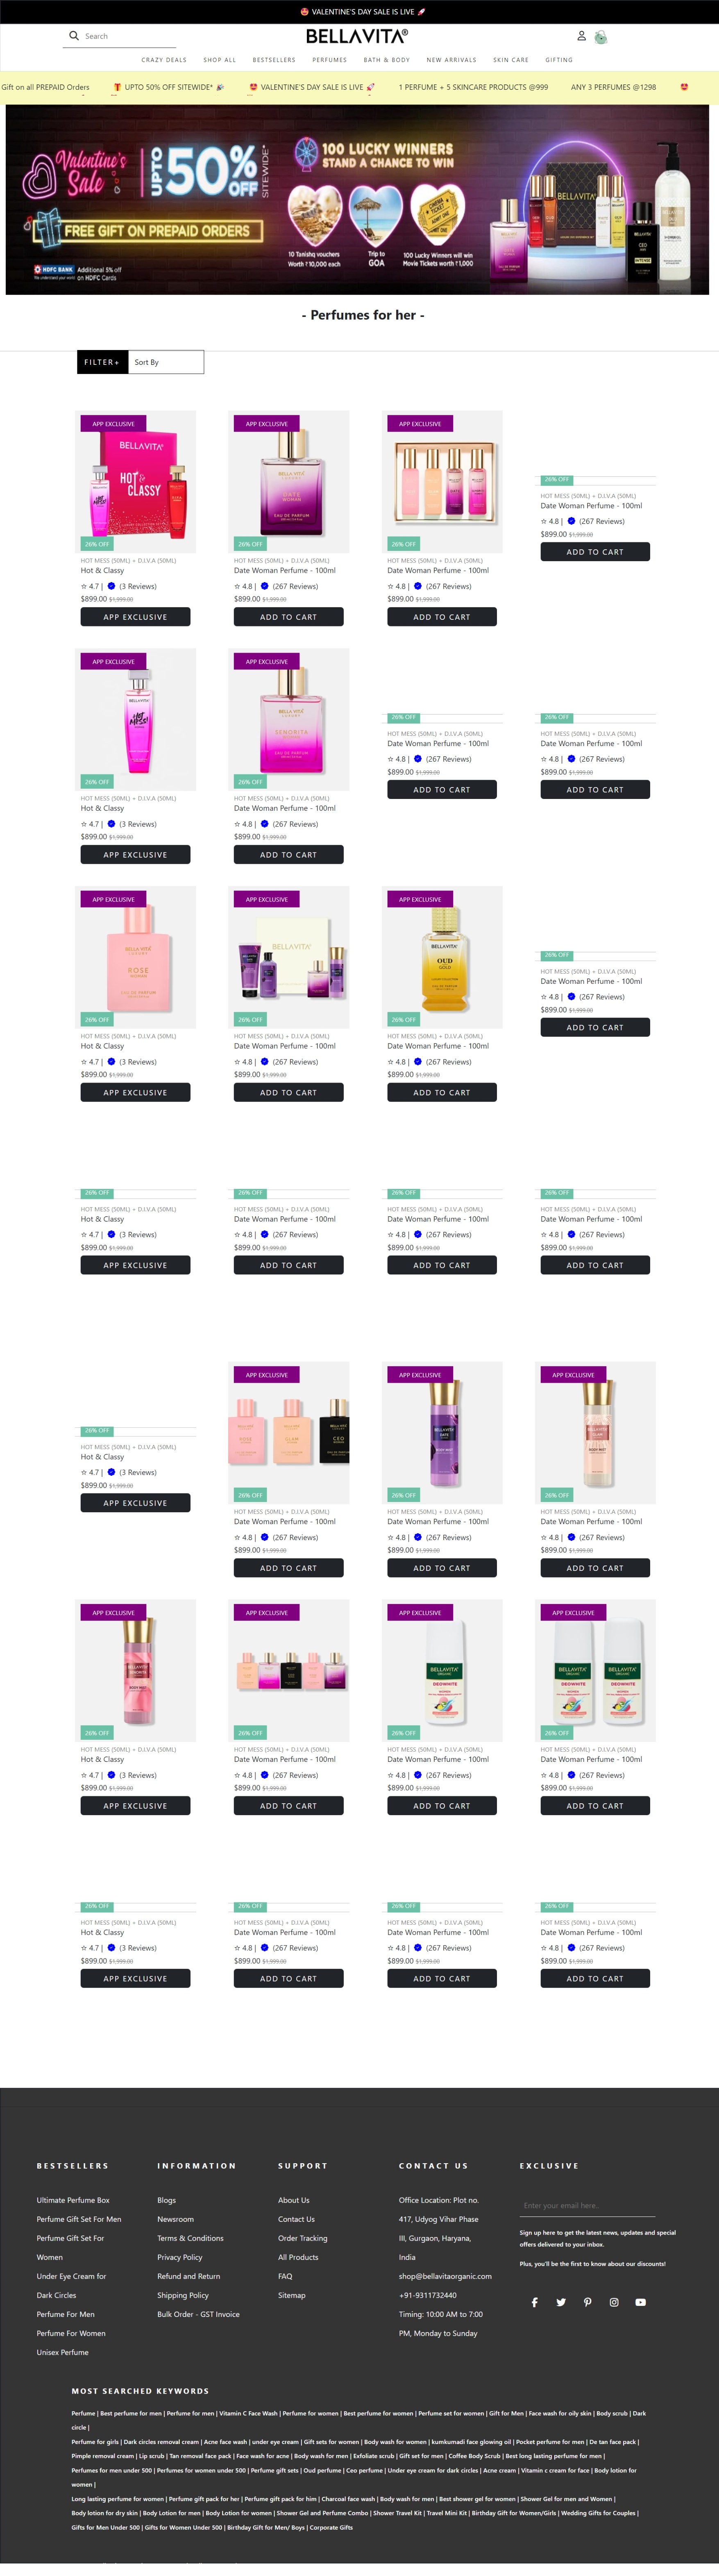 🤩 VALENTINE'S DAY SALE IS LIVE 🚀
Search
BELLAVITA®
CRAZY DEALS SHOP ALL BESTSELLERS PERFUMES BATH & BODY NEW ARRIVALS SKIN CARE GIFTING
Gift on all PREPAID Orders 🎁 UPTO 50% OFF SITEWIDE* 🎉 🤩 VALENTINE'S DAY SALE IS LIVE 🚀 1 PERFUME + 5 SKINCARE PRODUCTS @999 ANY 3 PERFUMES @1298 🤩
Valentine's
Sale
UPTO
50%
OFF
SITEWIDE*
FREE GIFT ON PREPAID ORDERS
HDFC BANK
Additional 5% off
on HDFC Cards
100 LUCKY WINNERS
STAND A CHANCE TO WIN
10 Tanishq vouchers
Worth ₹10,000 each
Trip to
GOA
100 Lucky Winners will win
Movie Tickets worth ₹1,000
- Perfumes for her -
FILTER+ Sort By
APP EXCLUSIVE APP EXCLUSIVE APP EXCLUSIVE
BELLAVITA
HOT & CLASSY
26% OFF 26% OFF 26% OFF 26% OFF
HOT MESS (50ML) + D.I.V.A (50ML) HOT MESS (50ML) + D.I.V.A (50ML) HOT MESS (50ML) + D.I.V.A (50ML) HOT MESS (50ML) + D.I.V.A (50ML)
Hot & Classy Date Woman Perfume - 100ml Date Woman Perfume - 100ml Date Woman Perfume - 100ml
☆ 4.7 | (3 Reviews) ☆ 4.8 | (267 Reviews) ☆ 4.8 | (267 Reviews) ☆ 4.8 | (267 Reviews)
$899.00 $1,999.00 $899.00 $1,999.00 $899.00 $1,999.00 $899.00 $1,999.00
APP EXCLUSIVE ADD TO CART ADD TO CART ADD TO CART
APP EXCLUSIVE APP EXCLUSIVE
26% OFF 26% OFF 26% OFF 26% OFF
HOT MESS (50ML) + D.I.V.A (50ML) HOT MESS (50ML) + D.I.V.A (50ML) HOT MESS (50ML) + D.I.V.A (50ML) HOT MESS (50ML) + D.I.V.A (50ML)
Hot & Classy Date Woman Perfume - 100ml Date Woman Perfume - 100ml Date Woman Perfume - 100ml
☆ 4.7 | (3 Reviews) ☆ 4.8 | (267 Reviews) ☆ 4.8 | (267 Reviews) ☆ 4.8 | (267 Reviews)
$899.00 $1,999.00 $899.00 $1,999.00 $899.00 $1,999.00 $899.00 $1,999.00
APP EXCLUSIVE ADD TO CART ADD TO CART ADD TO CART
APP EXCLUSIVE APP EXCLUSIVE APP EXCLUSIVE
ROSE BELLAVITA OUD GOLD
26% OFF 26% OFF 26% OFF 26% OFF
HOT MESS (50ML) + D.I.V.A (50ML) HOT MESS (50ML) + D.I.V.A (50ML) HOT MESS (50ML) + D.I.V.A (50ML) HOT MESS (50ML) + D.I.V.A (50ML)
Hot & Classy Date Woman Perfume - 100ml Date Woman Perfume - 100ml Date Woman Perfume - 100ml
☆ 4.7 | (3 Reviews) ☆ 4.8 | (267 Reviews) ☆ 4.8 | (267 Reviews) ☆ 4.8 | (267 Reviews)
$899.00 $1,999.00 $899.00 $1,999.00 $899.00 $1,999.00 $899.00 $1,999.00
APP EXCLUSIVE ADD TO CART ADD TO CART ADD TO CART
26% OFF 26% OFF 26% OFF 26% OFF
HOT MESS (50ML) + D.I.V.A (50ML) HOT MESS (50ML) + D.I.V.A (50ML) HOT MESS (50ML) + D.I.V.A (50ML) HOT MESS (50ML) + D.I.V.A (50ML)
Hot & Classy Date Woman Perfume - 100ml Date Woman Perfume - 100ml Date Woman Perfume - 100ml
☆ 4.7 | (3 Reviews) ☆ 4.8 | (267 Reviews) ☆ 4.8 | (267 Reviews) ☆ 4.8 | (267 Reviews)
$899.00 $1,999.00 $899.00 $1,999.00 $899.00 $1,999.00 $899.00 $1,999.00
APP EXCLUSIVE ADD TO CART ADD TO CART ADD TO CART
APP EXCLUSIVE APP EXCLUSIVE APP EXCLUSIVE
26% OFF 26% OFF 26% OFF 26% OFF
HOT MESS (50ML) + D.I.V.A (50ML) HOT MESS (50ML) + D.I.V.A (50ML) HOT MESS (50ML) + D.I.V.A (50ML) HOT MESS (50ML) + D.I.V.A (50ML)
Hot & Classy Date Woman Perfume - 100ml Date Woman Perfume - 100ml Date Woman Perfume - 100ml
☆ 4.7 | (3 Reviews) ☆ 4.8 | (267 Reviews) ☆ 4.8 | (267 Reviews) ☆ 4.8 | (267 Reviews)
$899.00 $1,999.00 $899.00 $1,999.00 $899.00 $1,999.00 $899.00 $1,999.00
APP EXCLUSIVE ADD TO CART ADD TO CART ADD TO CART
APP EXCLUSIVE APP EXCLUSIVE APP EXCLUSIVE APP EXCLUSIVE
BELLAVITA BELLAVITA BELLAVITA
DEOWHITE DEOWHITE DEOWHITE
26% OFF 26% OFF 26% OFF 26% OFF
HOT MESS (50ML) + D.I.V.A (50ML) HOT MESS (50ML) + D.I.V.A (50ML) HOT MESS (50ML) + D.I.V.A (50ML) HOT MESS (50ML) + D.I.V.A (50ML)
Hot & Classy Date Woman Perfume - 100ml Date Woman Perfume - 100ml Date Woman Perfume - 100ml
☆ 4.7 | (3 Reviews) ☆ 4.8 | (267 Reviews) ☆ 4.8 | (267 Reviews) ☆ 4.8 | (267 Reviews)
$899.00 $1,999.00 $899.00 $1,999.00 $899.00 $1,999.00 $899.00 $1,999.00
APP EXCLUSIVE ADD TO CART ADD TO CART ADD TO CART
26% OFF 26% OFF 26% OFF 26% OFF
HOT MESS (50ML) + D.I.V.A (50ML) HOT MESS (50ML) + D.I.V.A (50ML) HOT MESS (50ML) + D.I.V.A (50ML) HOT MESS (50ML) + D.I.V.A (50ML)
Hot & Classy Date Woman Perfume - 100ml Date Woman Perfume - 100ml Date Woman Perfume - 100ml
☆ 4.7 | (3 Reviews) ☆ 4.8 | (267 Reviews) ☆ 4.8 | (267 Reviews) ☆ 4.8 | (267 Reviews)
$899.00 $1,999.00 $899.00 $1,999.00 $899.00 $1,999.00 $899.00 $1,999.00
APP EXCLUSIVE ADD TO CART ADD TO CART ADD TO CART
BESTSELLERS
Ultimate Perfume Box
Perfume Gift Set For Men
Perfume Gift Set For
Women
Under Eye Cream for
Dark Circles
Perfume For Men
Perfume For Women
Unisex Perfume
INFORMATION
Blogs
Newsroom
Terms & Conditions
Privacy Policy
Refund and Return
Shipping Policy
Bulk Order - GST Invoice
SUPPORT
About Us
Contact Us
Order Tracking
All Products
FAQ
Sitemap
CONTACT US
Office Location: Plot no.
417, Udyog Vihar Phase
III, Gurgaon, Haryana,
India
shop@bellavitaorganic.com
+91-9311732440
Timing: 10:00 AM to 7:00
PM, Monday to Sunday
EXCLUSIVE
Enter your email here..
Sign up here to get the latest news, updates and special
offers delivered to your inbox.
Plus, you'll be the first to know about our discounts!
MOST SEARCHED KEYWORDS
Perfume | Best perfume for men | Perfume for men | Vitamin C Face Wash | Perfume for women | Best perfume for women | Perfume set for women | Gift for Men | Face wash for oily skin | Body scrub | Dark
circle |
Perfume for girls | Dark circles removal cream | Acne face wash | under eye cream | Gift sets for women | Body wash for women | kumkumadi face glowing oil | Pocket perfume for men | De tan face pack |
Pimple removal cream | Lip scrub | Tan removal face pack | Face wash for acne | Body wash for men | Exfoliate scrub | Gift set for men | Coffee Body Scrub | Best long lasting perfume for men |
Perfumes for men under 500 | Perfumes for women under 500 | Perfume gift sets | Oud perfume | Ceo perfume | Under eye cream for dark circles | Acne cream | Vitamin c cream for face | Body lotion for
women |
Long lasting perfume for women | Perfume gift pack for her | Perfume gift pack for him | Charcoal face wash | Body wash for men | Best shower gel for women | Shower Gel for men and Women |
Body lotion for dry skin | Body Lotion for men | Body Lotion for women | Shower Gel and Perfume Combo | Shower Travel Kit | Travel Mini Kit | Birthday Gift for Women/Girls | Wedding Gifts for Couples |
Gifts for Men Under 500 | Gifts for Women Under 500 | Birthday Gift for Men/ Boys | Corporate Gifts